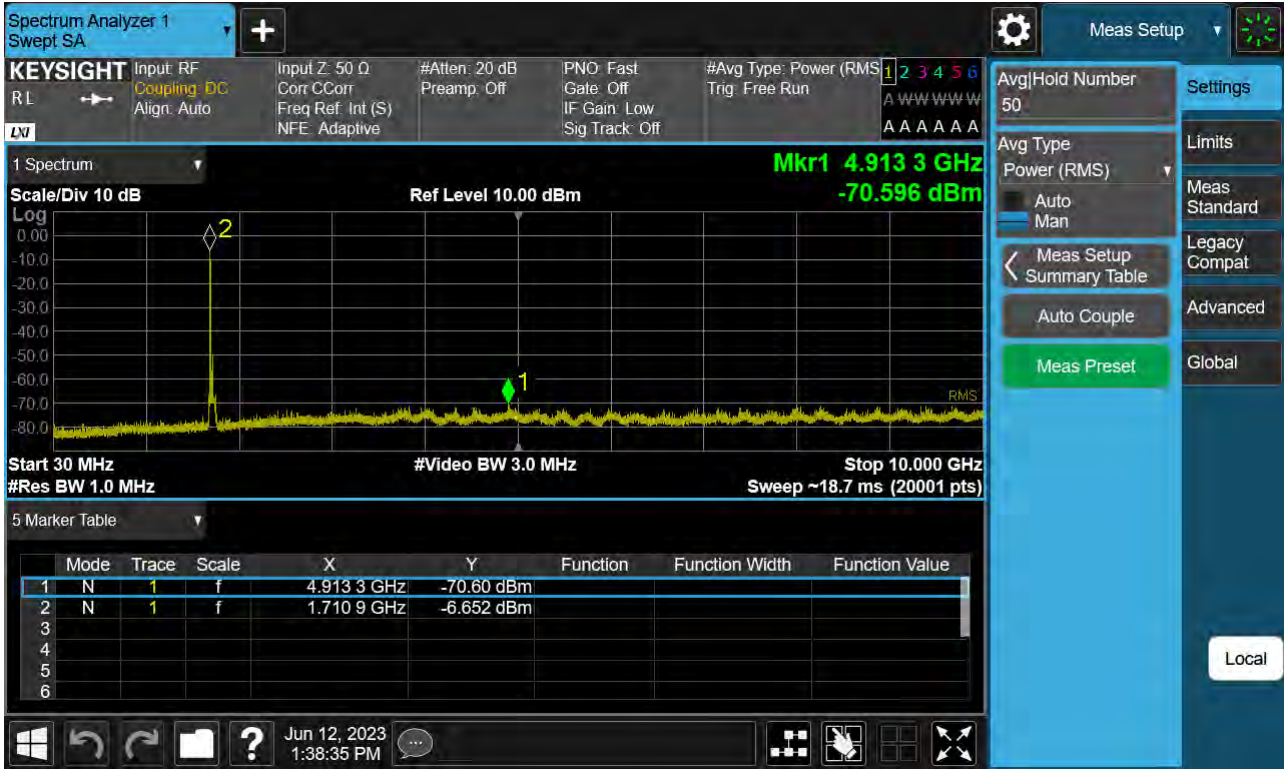 Spectrum Analyzer 1
Swept SA
+
Meas Setup
KEYSIGHT
RL
LXI
Input: RF
Coupling: DC
Align: Auto
Input Z: 50 Ω
Corr CCorr
Freq Ref: Int (S)
NFE: Adaptive
#Atten: 20 dB
Preamp: Off
PNO: Fast
Gate: Off
IF Gain: Low
Sig Track: Off
#Avg Type: Power (RMS
Trig: Free Run
1 2 3 4 5 6
A W W W W W
A A A A A A
1 Spectrum
Mkr1 4.913 3 GHz
Scale/Div 10 dB
Ref Level 10.00 dBm
-70.596 dBm
Log
0.00
-10.0
-20.0
-30.0
-40.0
-50.0
-60.0
-70.0
-80.0
2
1
RMS
Start 30 MHz
#Video BW 3.0 MHz
Stop 10.000 GHz
#Res BW 1.0 MHz
Sweep ~18.7 ms (20001 pts)
5 Marker Table
Mode Trace Scale X Y Function Function Width Function Value
1 N 1 f 4.913 3 GHz -70.60 dBm
2 N 1 f 1.710 9 GHz -6.652 dBm
3
4
5
6
Avg|Hold Number
50
Avg Type
Power (RMS)
Auto
Man
Meas Setup
Summary Table
Auto Couple
Meas Preset
Settings
Limits
Meas
Standard
Legacy
Compat
Advanced
Global
Local
?
Jun 12, 2023
1:38:35 PM